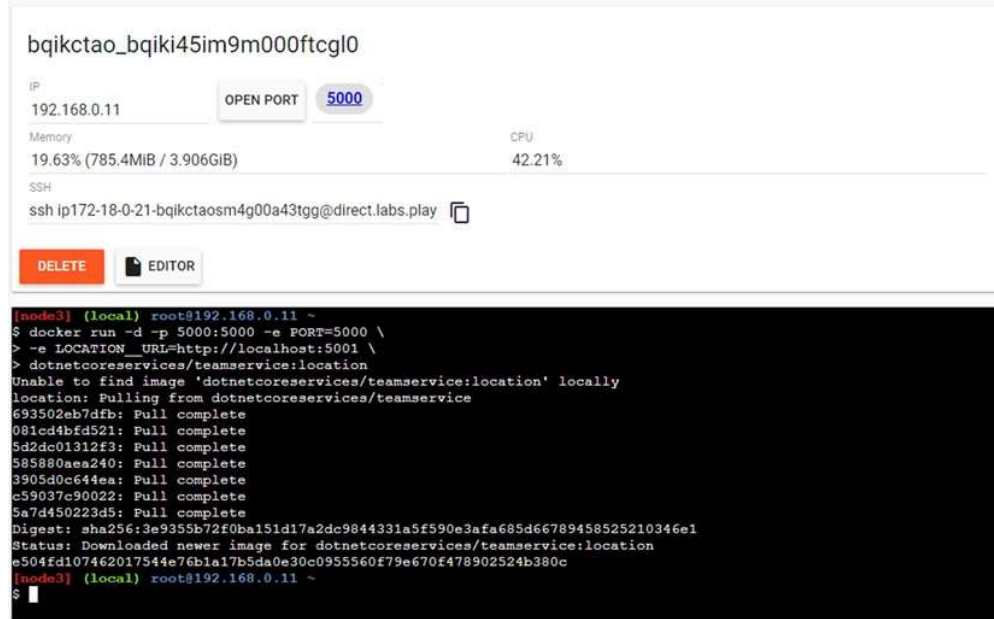 bqikctao_bqiki45im9m000ftcgl0
IP
192.168.0.11
OPEN PORT
5000
Memory
19.63% (785.4MiB / 3.906GiB)
CPU
42.21%
SSH
ssh ip172-18-0-21-bqikctaosm4g00a43tgg@direct.labs.play
DELETE
EDITOR
[node3] (local) root@192.168.0.11 ~
$ docker run -d -p 5000:5000 -e PORT=5000 \
> -e LOCATION__URL=http://localhost:5001 \
> dotnetcoreservices/teamservice:location
Unable to find image 'dotnetcoreservices/teamservice:location' locally
location: Pulling from dotnetcoreservices/teamservice
693502eb7dfb: Pull complete
081cd4bfd521: Pull complete
5d2dc01312f3: Pull complete
585880aea240: Pull complete
3905d0c644ea: Pull complete
c59037c90022: Pull complete
5a7d450223d5: Pull complete
Digest: sha256:3e9355b72f0ba151d17a2dc9844331a5f590e3afa685d66789458525210346e1
Status: Downloaded newer image for dotnetcoreservices/teamservice:location
e504fd107462017544e76b1a17b5da0e30c0955560f79e670f478902524b380c
[node3] (local) root@192.168.0.11 ~
$